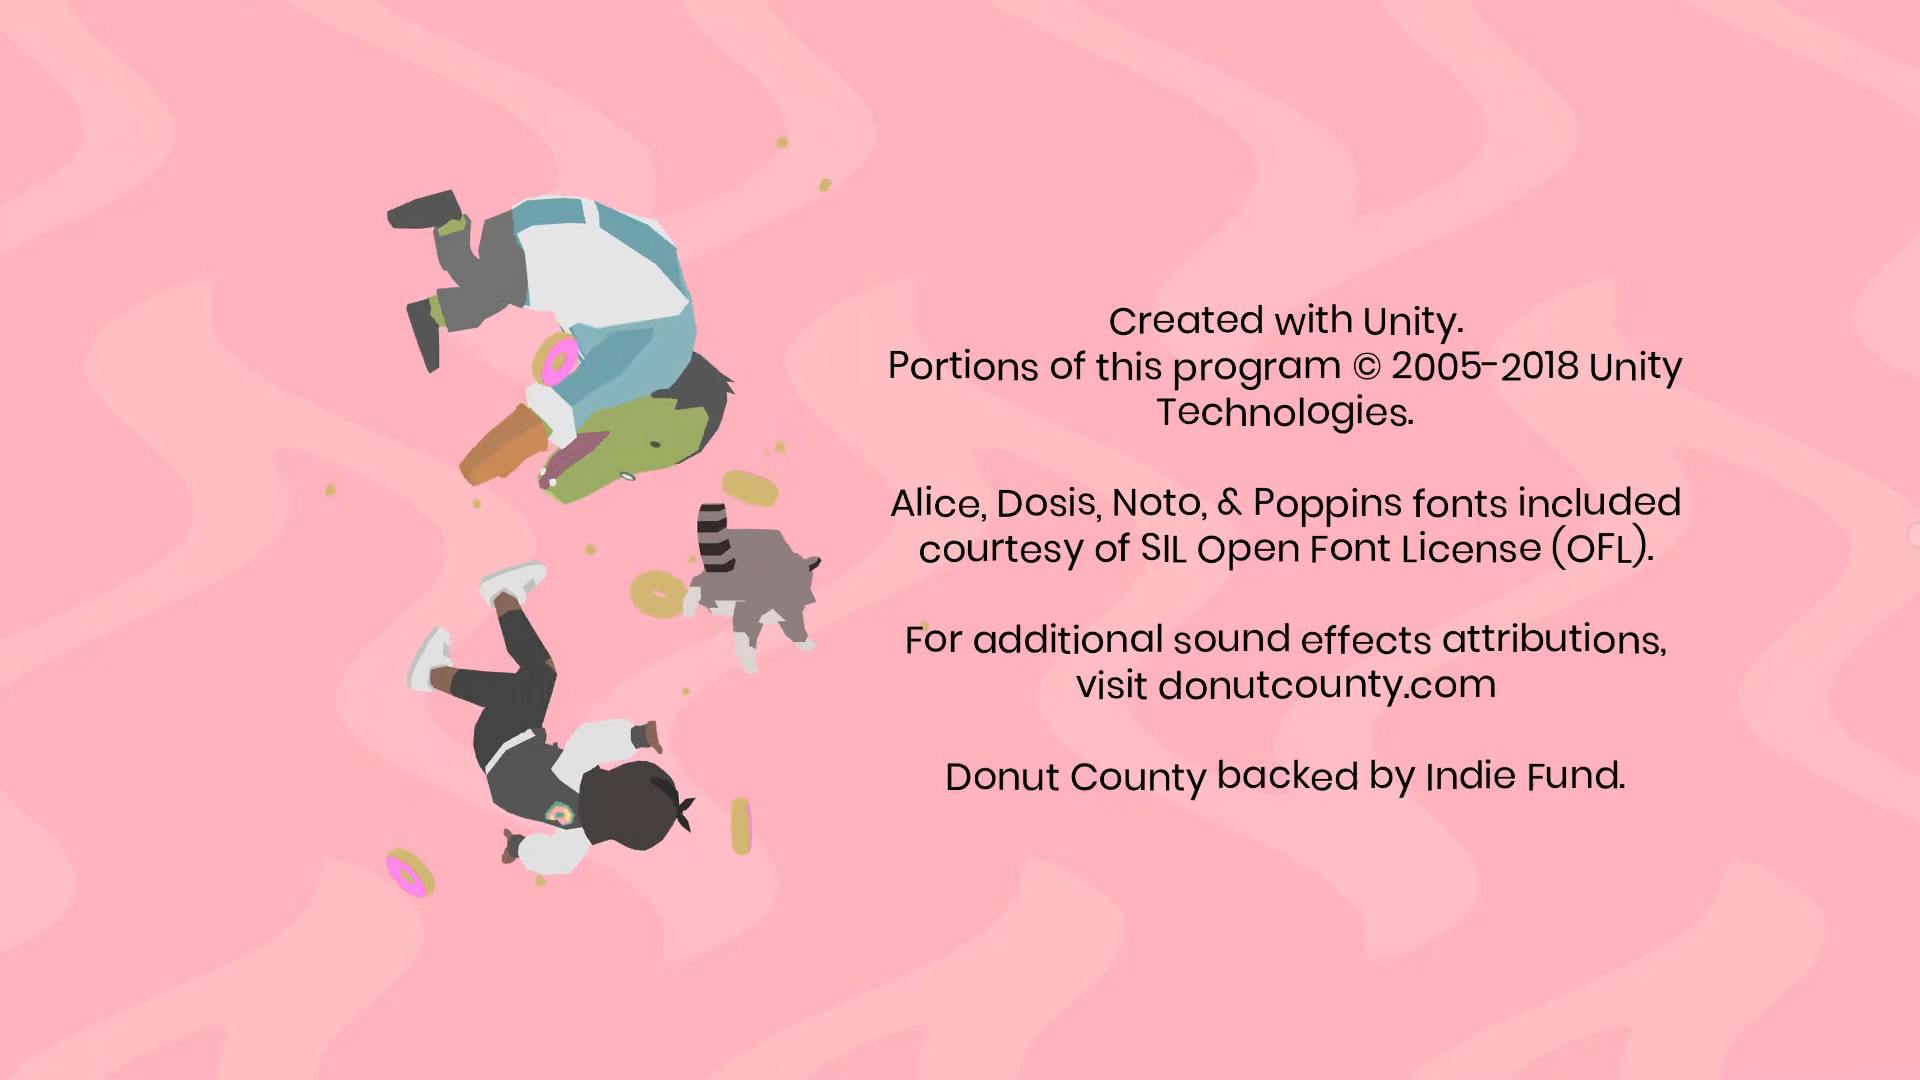 Created with Unity.
Portions of this program © 2005-2018 Unity
Technologies.
Alice, Dosis, Noto, & Poppins fonts included
courtesy of SIL Open Font License (OFL).
For additional sound effects attributions,
visit donutcounty.com
Donut County backed by Indie Fund.